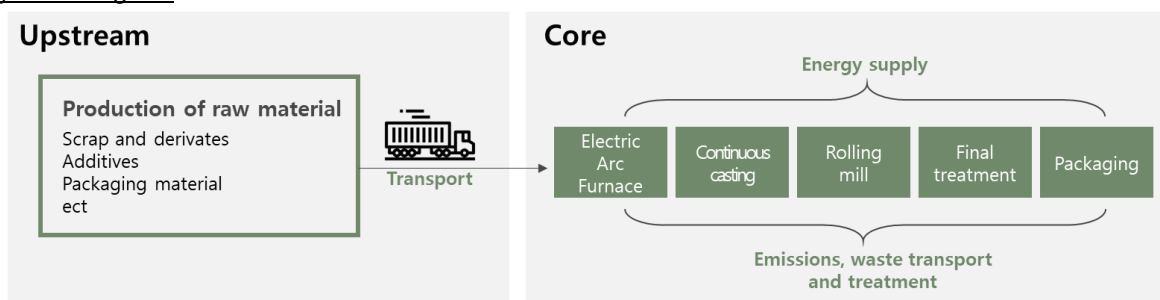 Upstream
Production of raw material
Scrap and derivates
Additives
Packaging material
ect
Transport
Core
Energy supply
Electric
Arc
Furnace
Continuous
casting
Rolling
mill
Final
treatment
Packaging
Emissions, waste transport
and treatment